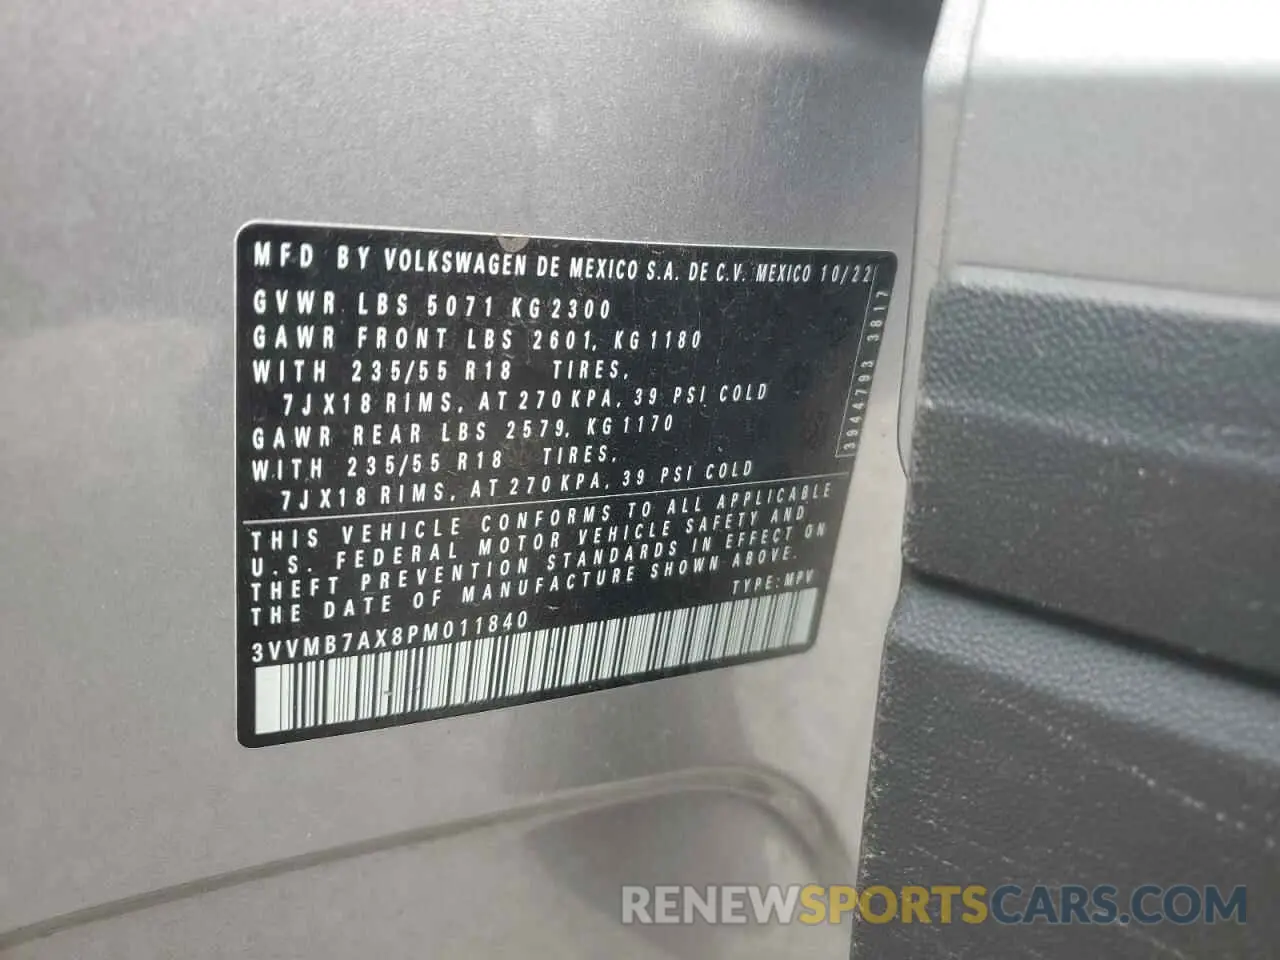 MFD BY VOLKSWAGEN DE MEXICO S.A. DE C.V. MEXICO 10/22
GVWR LBS 5071 KG 2300
GAWR FRONT LBS 2601, KG 1180
WITH 235/55 R18 TIRES,
7JX18 RIMS, AT 270 KPA, 39 PSI COLD
GAWR REAR LBS 2579, KG 1170
WITH 235/55 R18 TIRES,
7JX18 RIMS, AT 270 KPA, 39 PSI COLD
3944793 3817
THIS VEHICLE CONFORMS TO ALL APPLICABLE
U.S. FEDERAL MOTOR VEHICLE SAFETY AND
THEFT PREVENTION STANDARDS IN EFFECT ON
THE DATE OF MANUFACTURE SHOWN ABOVE.
TYPE: MPV
3VVMB7AX8PM011840
RENEWSPORTSCARS.COM